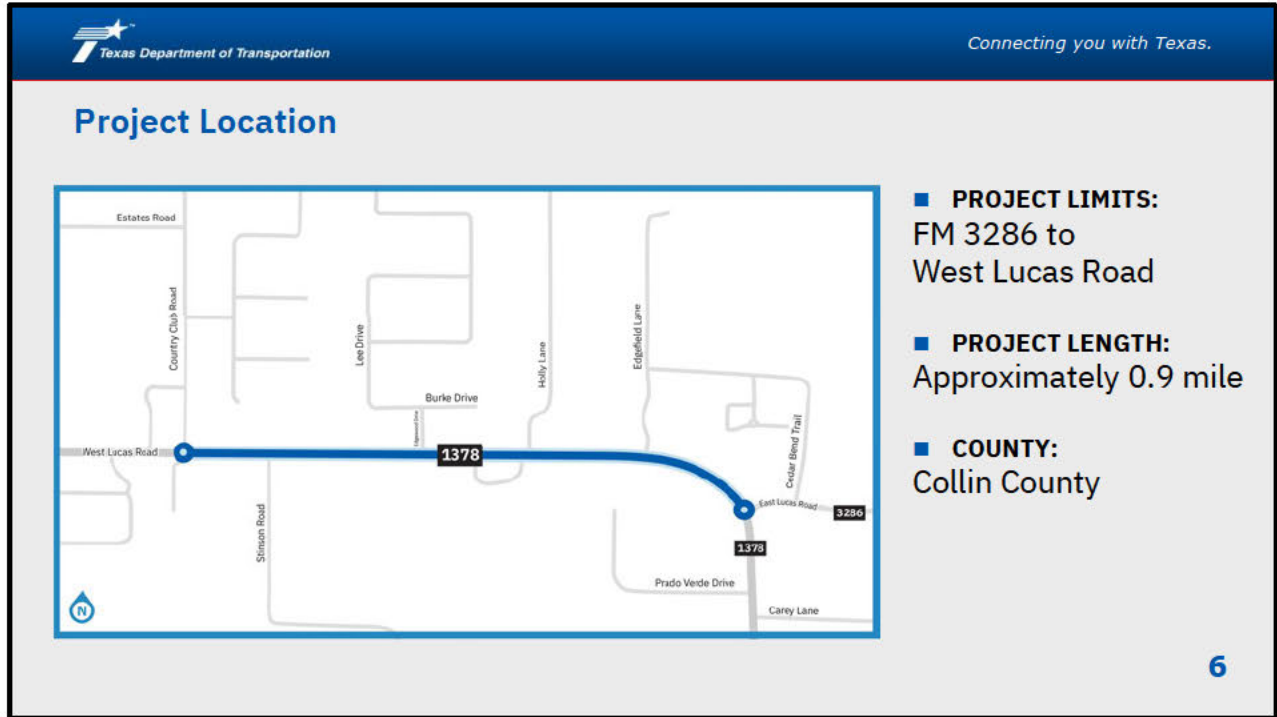 Texas Department of Transportation
Connecting you with Texas.
Project Location
Estates Road
Country Club Road
Lee Drive
Holly Lane
Edgefield Lane
Burke Drive
Edgewood Drive
Cedar Bend Trail
West Lucas Road
1378
East Lucas Road
3286
Stinson Road
1378
Prado Verde Drive
Carey Lane
N
■ PROJECT LIMITS:
FM 3286 to
West Lucas Road
■ PROJECT LENGTH:
Approximately 0.9 mile
■ COUNTY:
Collin County
6